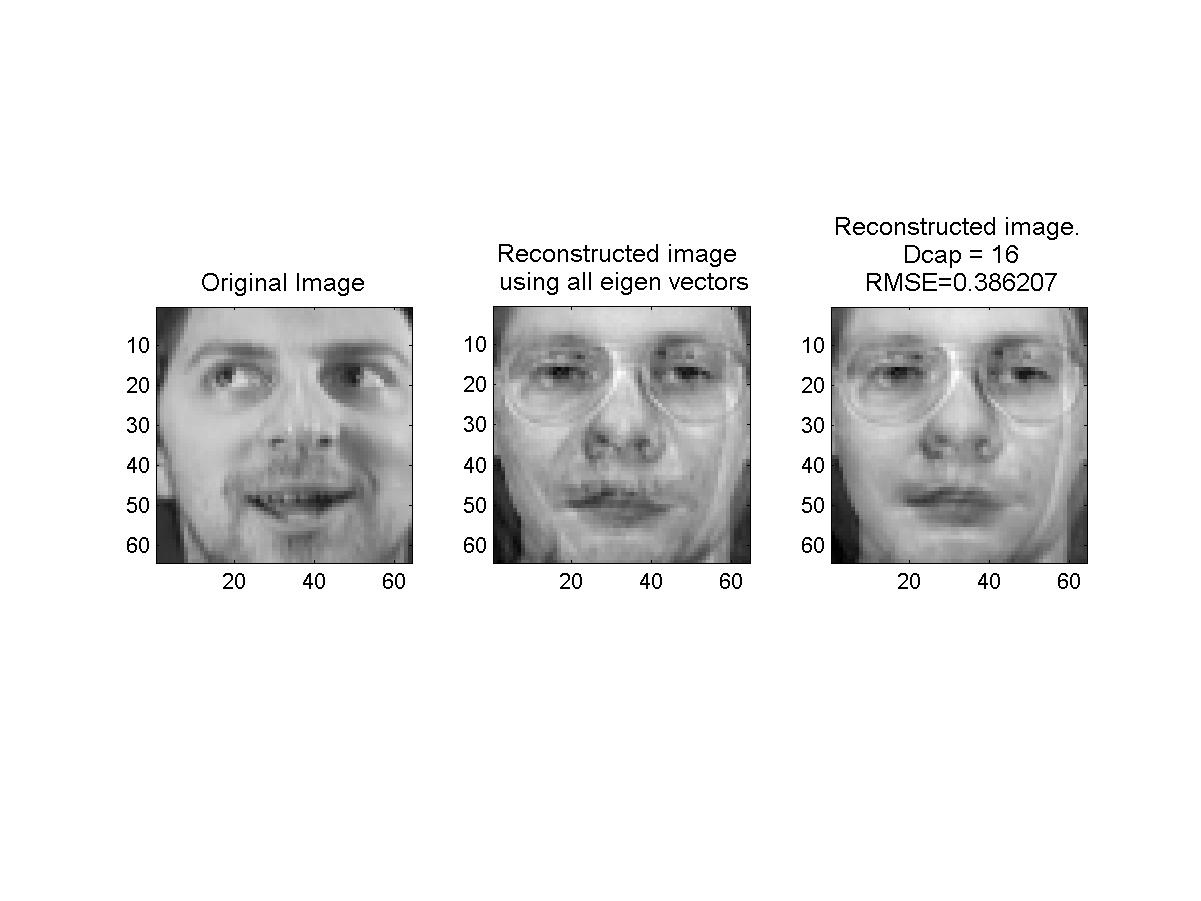 Original Image
10
20
30
40
50
60
20 40 60
Reconstructed image
using all eigen vectors
10
20
30
40
50
60
20 40 60
Reconstructed image.
Dcap = 16
RMSE=0.386207
10
20
30
40
50
60
20 40 60